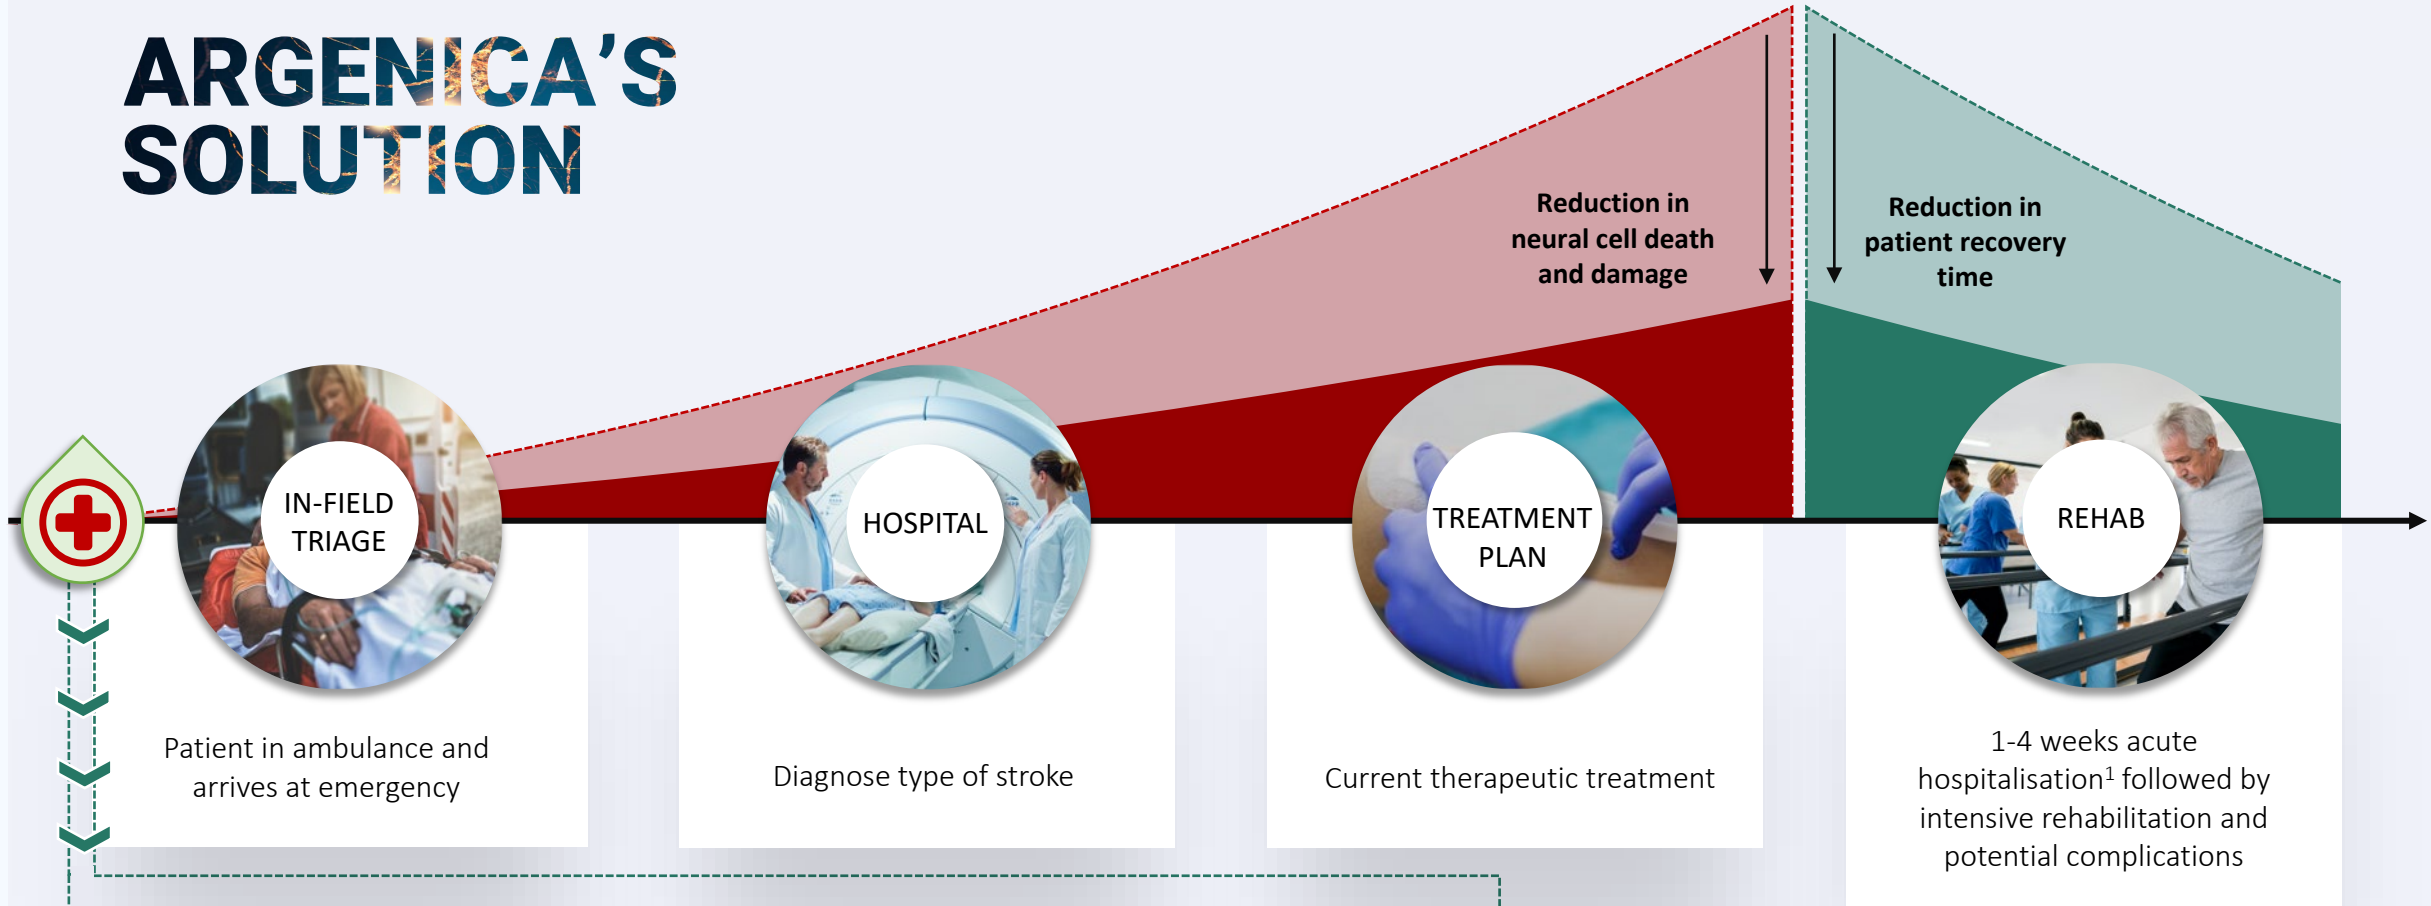 ARGENICA’S
SOLUTION
Reduction in
neural cell death
and damage
Reduction in
patient recovery
time
IN-FIELD
TRIAGE
HOSPITAL
TREATMENT
PLAN
REHAB
Patient in ambulance and
arrives at emergency
Diagnose type of stroke
Current therapeutic treatment
1-4 weeks acute
hospitalisation¹ followed by
intensive rehabilitation and
potential complications